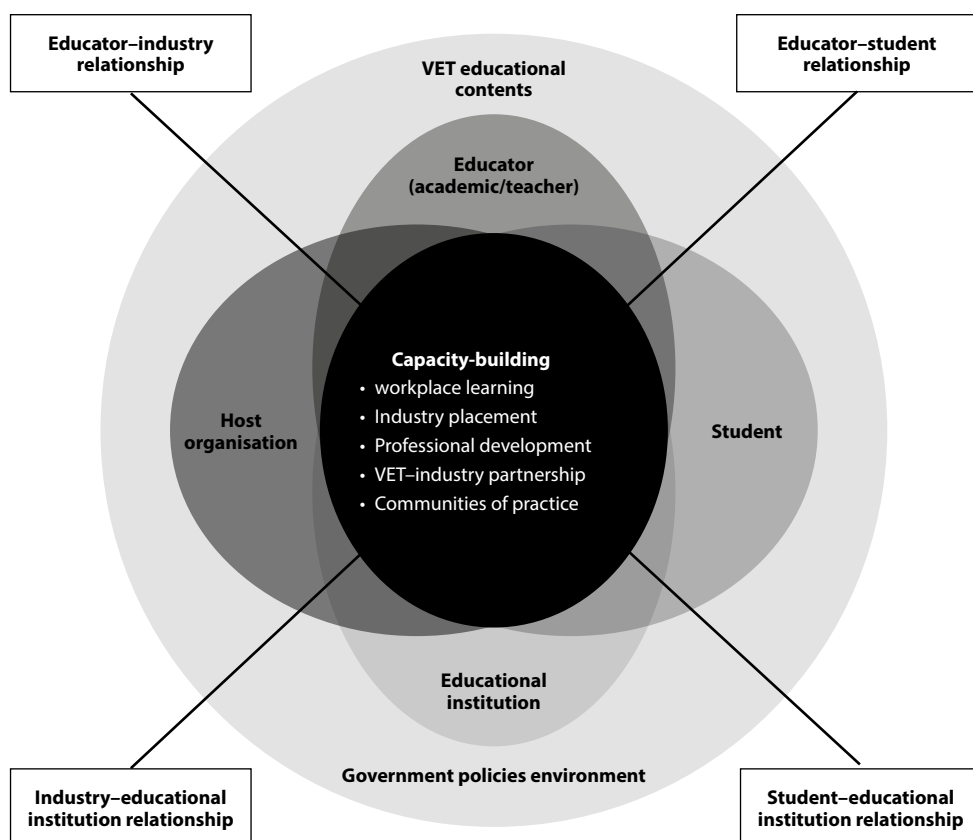 Educator–industry
relationship
Educator–student
relationship
VET educational
contents
Educator
(academic/teacher)
Capacity-building
• workplace learning
• Industry placement
• Professional development
• VET–industry partnership
• Communities of practice
Host
organisation
Student
Educational
institution
Government policies environment
Industry–educational
institution relationship
Student–educational
institution relationship